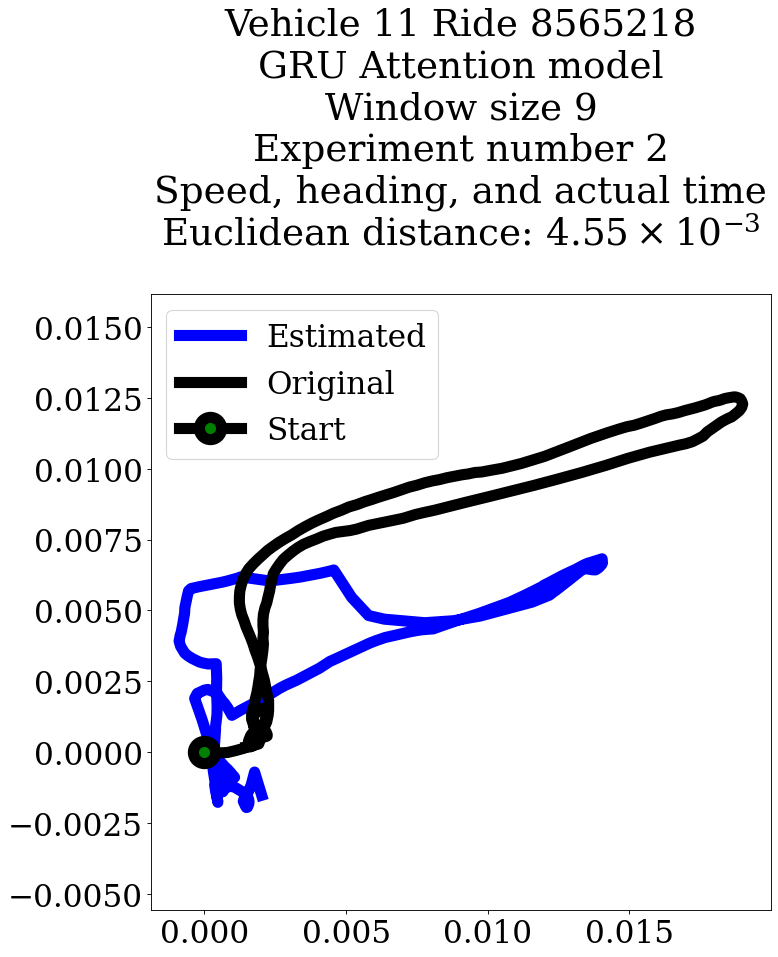 Vehicle 11 Ride 8565218
GRU Attention model
Window size 9
Experiment number 2
Speed, heading, and actual time
Euclidean distance: 4.55 × 10⁻³
Estimated
Original
Start
0.0150
0.0125
0.0100
0.0075
0.0050
0.0025
0.0000
−0.0025
−0.0050
0.000 0.005 0.010 0.015